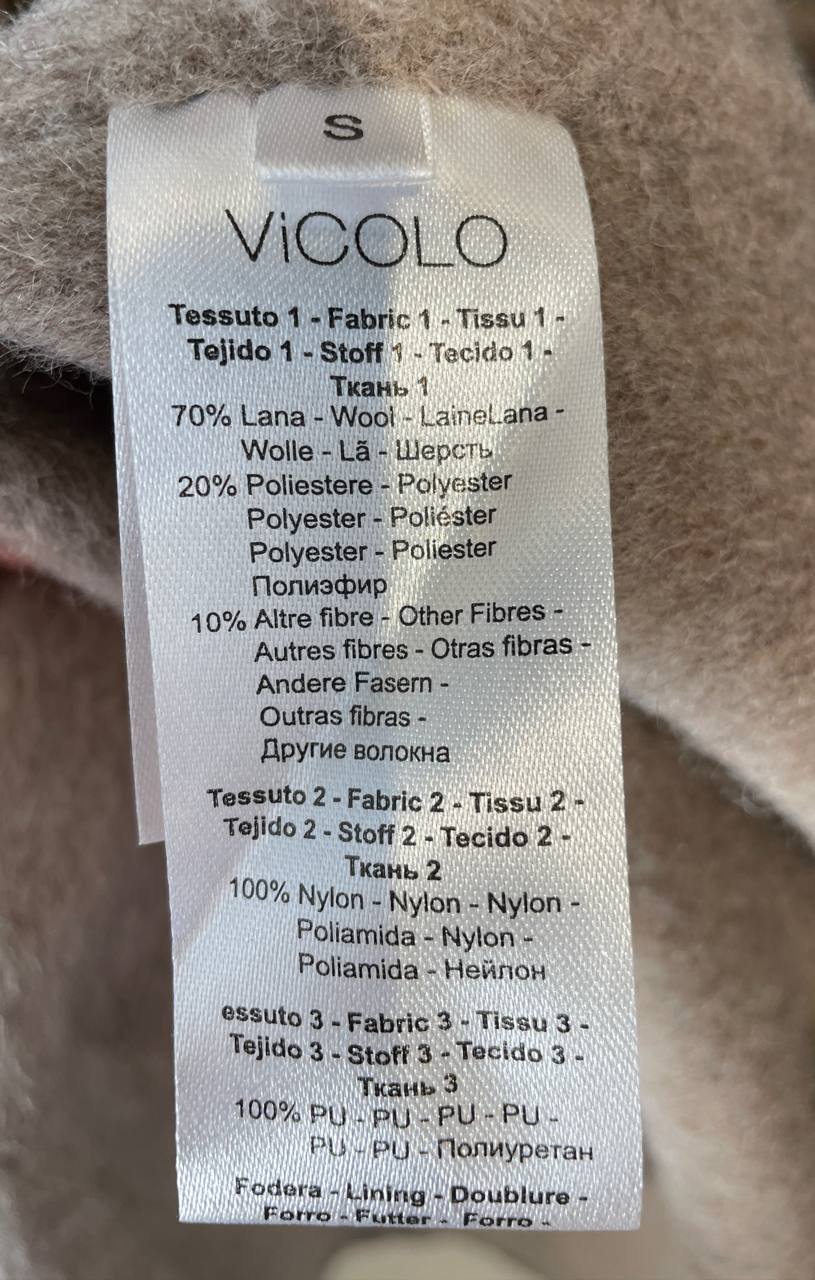 S
ViCOLO
Tessuto 1 - Fabric 1 - Tissu 1 -
Tejido 1 - Stoff 1 - Tecido 1 -
Ткань 1
70% Lana - Wool - LaineLana -
Wolle - Lã - Шерсть
20% Poliestere - Polyester
Polyester - Poliéster
Polyester - Poliester
Полиэфир
10% Altre fibre - Other Fibres -
Autres fibres - Otras fibras -
Andere Fasern -
Outras fibras -
Другие волокна
Tessuto 2 - Fabric 2 - Tissu 2 -
Tejido 2 - Stoff 2 - Tecido 2 -
Ткань 2
100% Nylon - Nylon - Nylon -
Poliamida - Nylon -
Poliamida - Нейлон
essuto 3 - Fabric 3 - Tissu 3 -
Tejido 3 - Stoff 3 - Tecido 3 -
Ткань 3
100% PU - PU - PU - PU -
PU - PU - Полиуретан
Fodera - Lining - Doublure -
Forro - Futter - Forro -